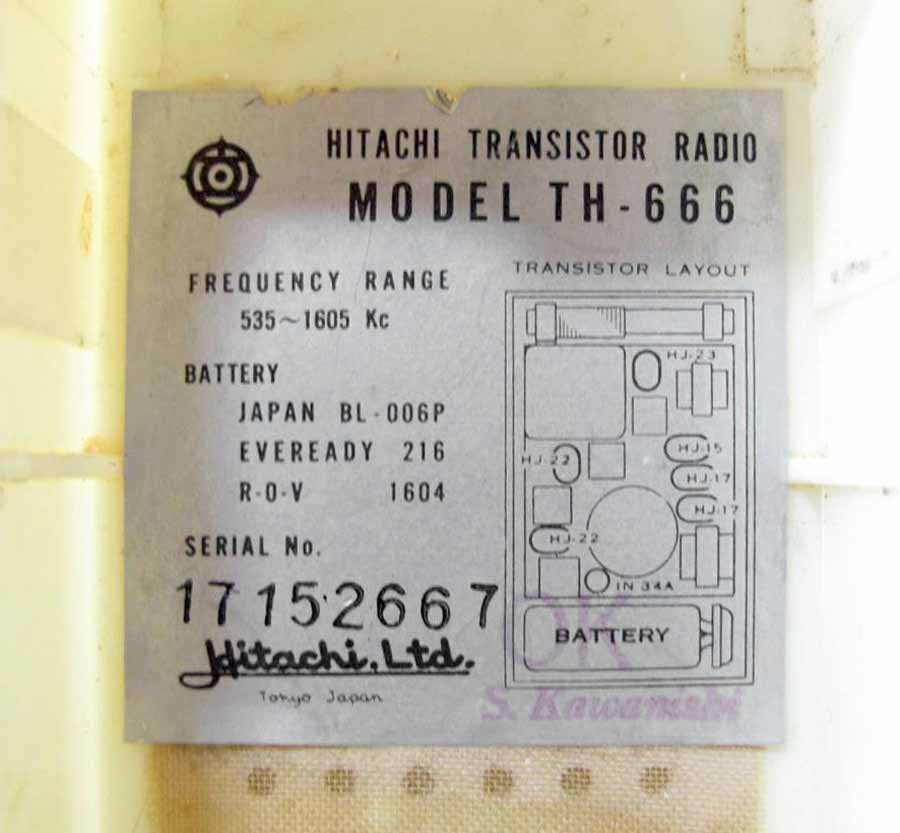 HITACHI TRANSISTOR RADIO
MODEL TH-666
FREQUENCY RANGE
535~1605 Kc
BATTERY
JAPAN BL-006P
EVEREADY 216
R-O-V 1604
SERIAL No.
17152667
Hitachi, Ltd.
Tokyo Japan
TRANSISTOR LAYOUT
HJ-23
HJ-15
HJ-22
HJ-17
HJ-17
HJ-22
IN 34A
BATTERY
OK
S. Kawanishi